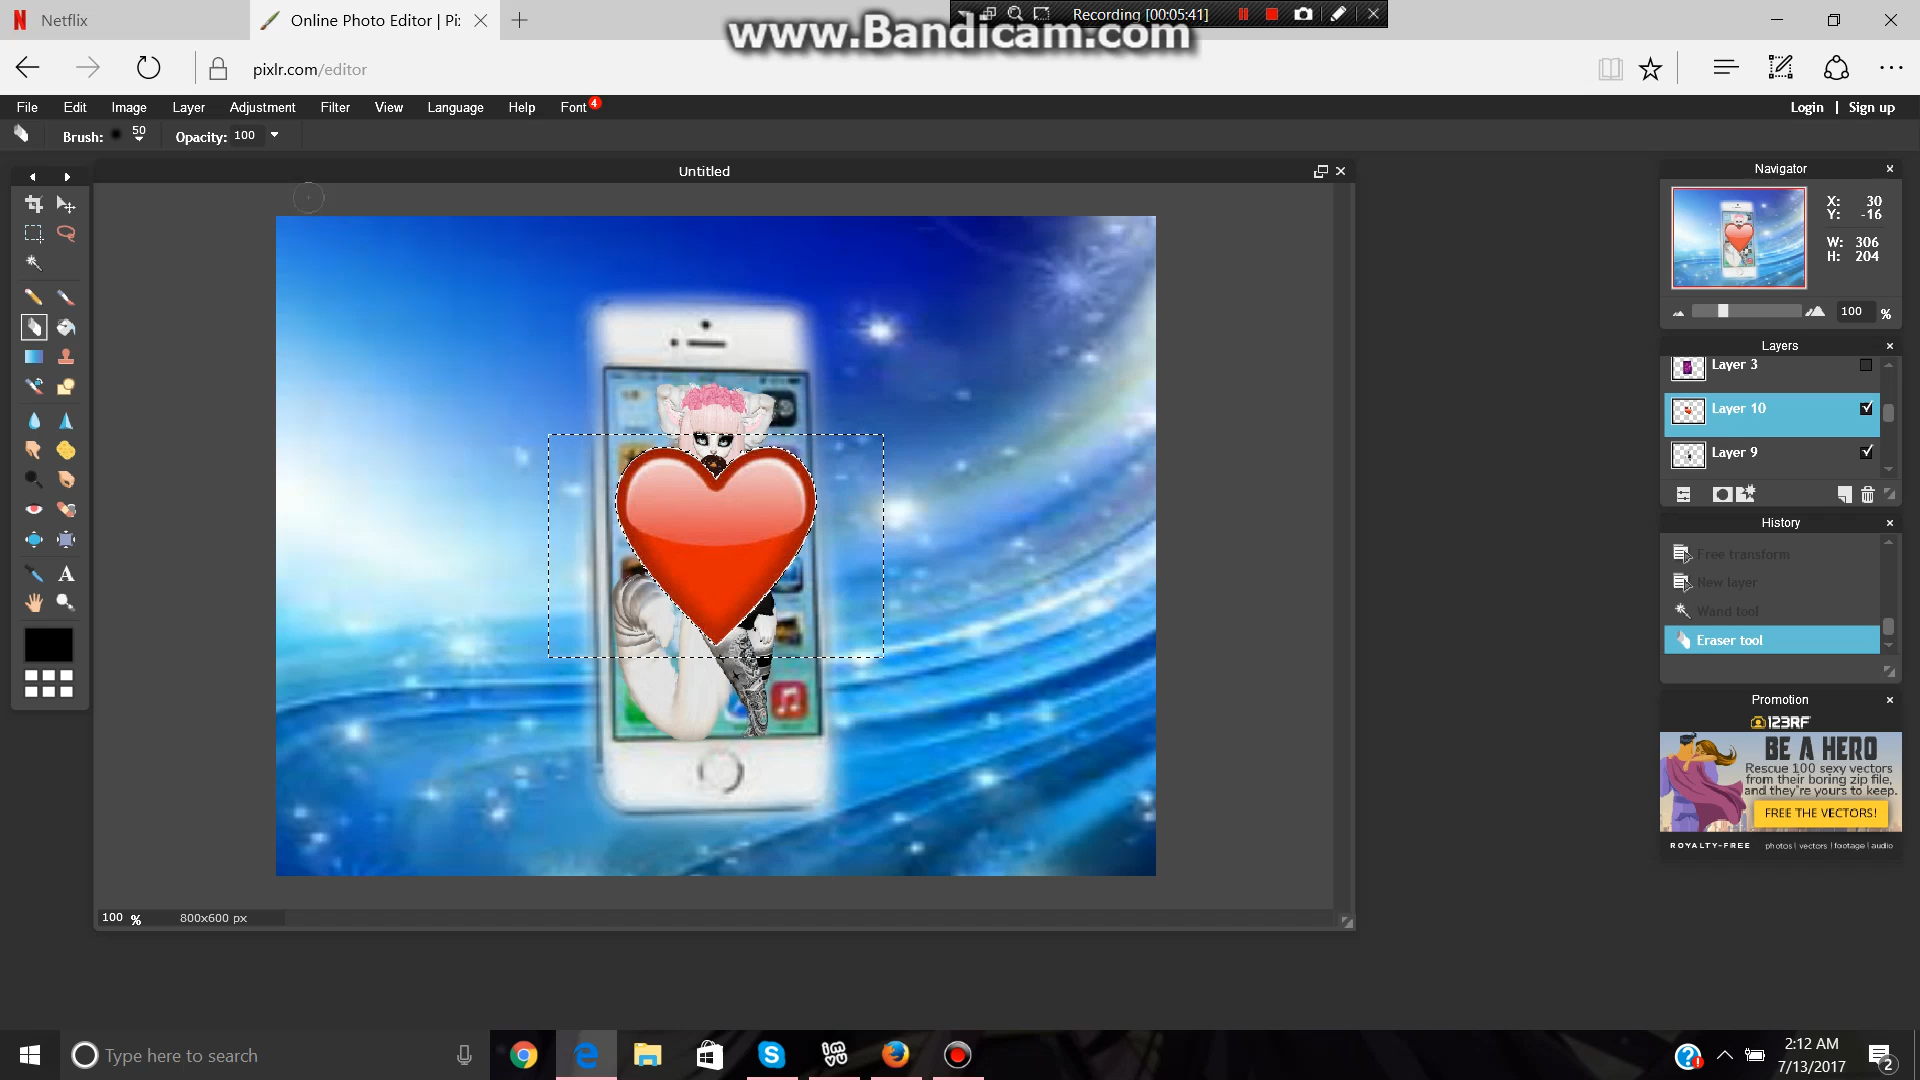 Netflix
Online Photo Editor | Pi:
Recording [00:05:41]
www.Bandicam.com
pixlr.com/editor
File Edit Image Layer Adjustment Filter View Language Help Font 4
Login | Sign up
Brush: 50 Opacity: 100
Untitled
Navigator
X: 30
Y: -16
W: 306
H: 204
100 %
Layers
Layer 3
Layer 10
Layer 9
History
Free transform
New layer
Wand tool
Eraser tool
Promotion
123RF
BE A HERO
Rescue 100 sexy vectors
from their boring zip file,
and they're yours to keep.
FREE THE VECTORS!
ROYALTY-FREE photos | vectors | footage | audio
A
100 % 800x600 px
Type here to search
imvu
2:12 AM
7/13/2017
2